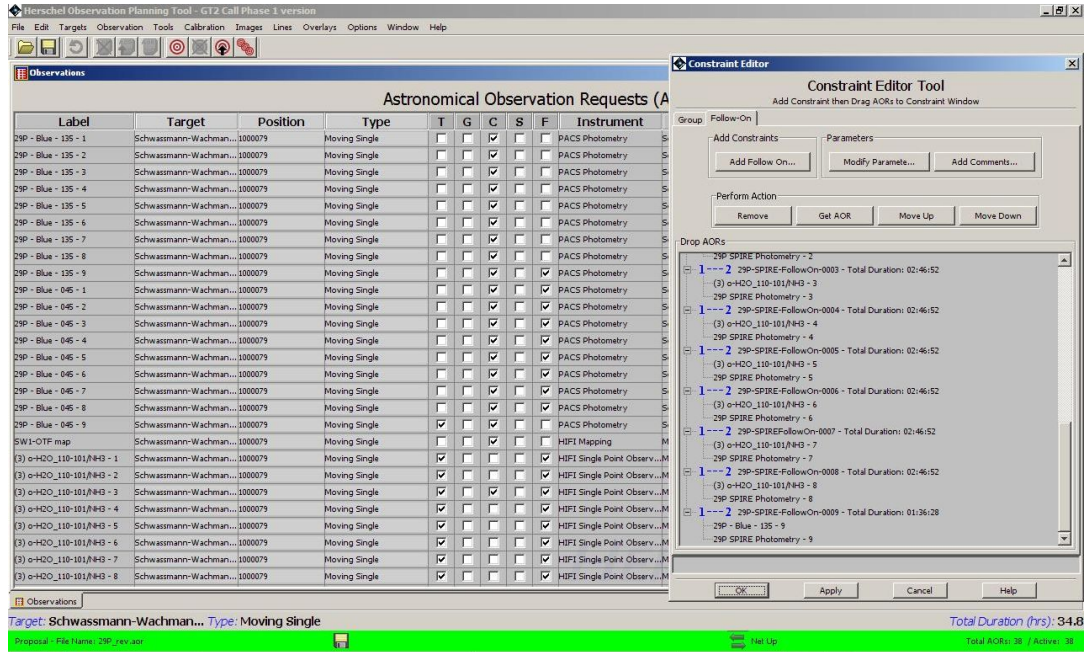 Herschel Observation Planning Tool - GT2 Call Phase 1 version
File Edit Targets Observation Tools Calibration Images Lines Overlays Options Window Help
Observations
Astronomical Observation Requests (A
Label Target Position Type T G C S F Instrument
29P - Blue - 135 - 1 Schwassmann-Wachman... 1000079 Moving Single PACS Photometry
29P - Blue - 135 - 2 Schwassmann-Wachman... 1000079 Moving Single PACS Photometry
29P - Blue - 135 - 3 Schwassmann-Wachman... 1000079 Moving Single PACS Photometry
29P - Blue - 135 - 4 Schwassmann-Wachman... 1000079 Moving Single PACS Photometry
29P - Blue - 135 - 5 Schwassmann-Wachman... 1000079 Moving Single PACS Photometry
29P - Blue - 135 - 6 Schwassmann-Wachman... 1000079 Moving Single PACS Photometry
29P - Blue - 135 - 7 Schwassmann-Wachman... 1000079 Moving Single PACS Photometry
29P - Blue - 135 - 8 Schwassmann-Wachman... 1000079 Moving Single PACS Photometry
29P - Blue - 135 - 9 Schwassmann-Wachman... 1000079 Moving Single PACS Photometry
29P - Blue - 045 - 1 Schwassmann-Wachman... 1000079 Moving Single PACS Photometry
29P - Blue - 045 - 2 Schwassmann-Wachman... 1000079 Moving Single PACS Photometry
29P - Blue - 045 - 3 Schwassmann-Wachman... 1000079 Moving Single PACS Photometry
29P - Blue - 045 - 4 Schwassmann-Wachman... 1000079 Moving Single PACS Photometry
29P - Blue - 045 - 5 Schwassmann-Wachman... 1000079 Moving Single PACS Photometry
29P - Blue - 045 - 6 Schwassmann-Wachman... 1000079 Moving Single PACS Photometry
29P - Blue - 045 - 7 Schwassmann-Wachman... 1000079 Moving Single PACS Photometry
29P - Blue - 045 - 8 Schwassmann-Wachman... 1000079 Moving Single PACS Photometry
29P - Blue - 045 - 9 Schwassmann-Wachman... 1000079 Moving Single PACS Photometry
SW1-OTF map Schwassmann-Wachman... 1000079 Moving Single HIFI Mapping M
(3) o-H2O_110-101/NH3 - 1 Schwassmann-Wachman... 1000079 Moving Single HIFI Single Point Observ... M
(3) o-H2O_110-101/NH3 - 2 Schwassmann-Wachman... 1000079 Moving Single HIFI Single Point Observ... M
(3) o-H2O_110-101/NH3 - 3 Schwassmann-Wachman... 1000079 Moving Single HIFI Single Point Observ... M
(3) o-H2O_110-101/NH3 - 4 Schwassmann-Wachman... 1000079 Moving Single HIFI Single Point Observ... M
(3) o-H2O_110-101/NH3 - 5 Schwassmann-Wachman... 1000079 Moving Single HIFI Single Point Observ... M
(3) o-H2O_110-101/NH3 - 6 Schwassmann-Wachman... 1000079 Moving Single HIFI Single Point Observ... M
(3) o-H2O_110-101/NH3 - 7 Schwassmann-Wachman... 1000079 Moving Single HIFI Single Point Observ... M
(3) o-H2O_110-101/NH3 - 8 Schwassmann-Wachman... 1000079 Moving Single HIFI Single Point Observ... M
Observations
Constraint Editor
Constraint Editor Tool
Add Constraint then Drag AORs to Constraint Window
Group Follow-On
Add Constraints Parameters
Add Follow On... Modify Paramete... Add Comments...
Perform Action
Remove Get AOR Move Up Move Down
Drop AORs
29P SPIRE Photometry - 2
1---2 29P-SPIRE-FollowOn-0003 - Total Duration: 02:46:52
(3) o-H2O_110-101/NH3 - 3
29P SPIRE Photometry - 3
1---2 29P-SPIRE-FollowOn-0004 - Total Duration: 02:46:52
(3) o-H2O_110-101/NH3 - 4
29P SPIRE Photometry - 4
1---2 29P-SPIRE-FollowOn-0005 - Total Duration: 02:46:52
(3) o-H2O_110-101/NH3 - 5
29P SPIRE Photometry - 5
1---2 29P-SPIRE-FollowOn-0006 - Total Duration: 02:46:52
(3) o-H2O_110-101/NH3 - 6
29P SPIRE Photometry - 6
1---2 29P-SPIREFollowOn-0007 - Total Duration: 02:46:52
(3) o-H2O_110-101/NH3 - 7
29P SPIRE Photometry - 7
1---2 29P-SPIRE-FollowOn-0008 - Total Duration: 02:46:52
(3) o-H2O_110-101/NH3 - 8
29P SPIRE Photometry - 8
1---2 29P-SPIRE-FollowOn-0009 - Total Duration: 01:36:28
29P - Blue - 135 - 9
29P SPIRE Photometry - 9
OK Apply Cancel Help
Target: Schwassmann-Wachman... Type: Moving Single Total Duration (hrs): 34.8
Proposal - File Name: 29P_rev.aor Net Up Total AORs: 38 / Active: 38